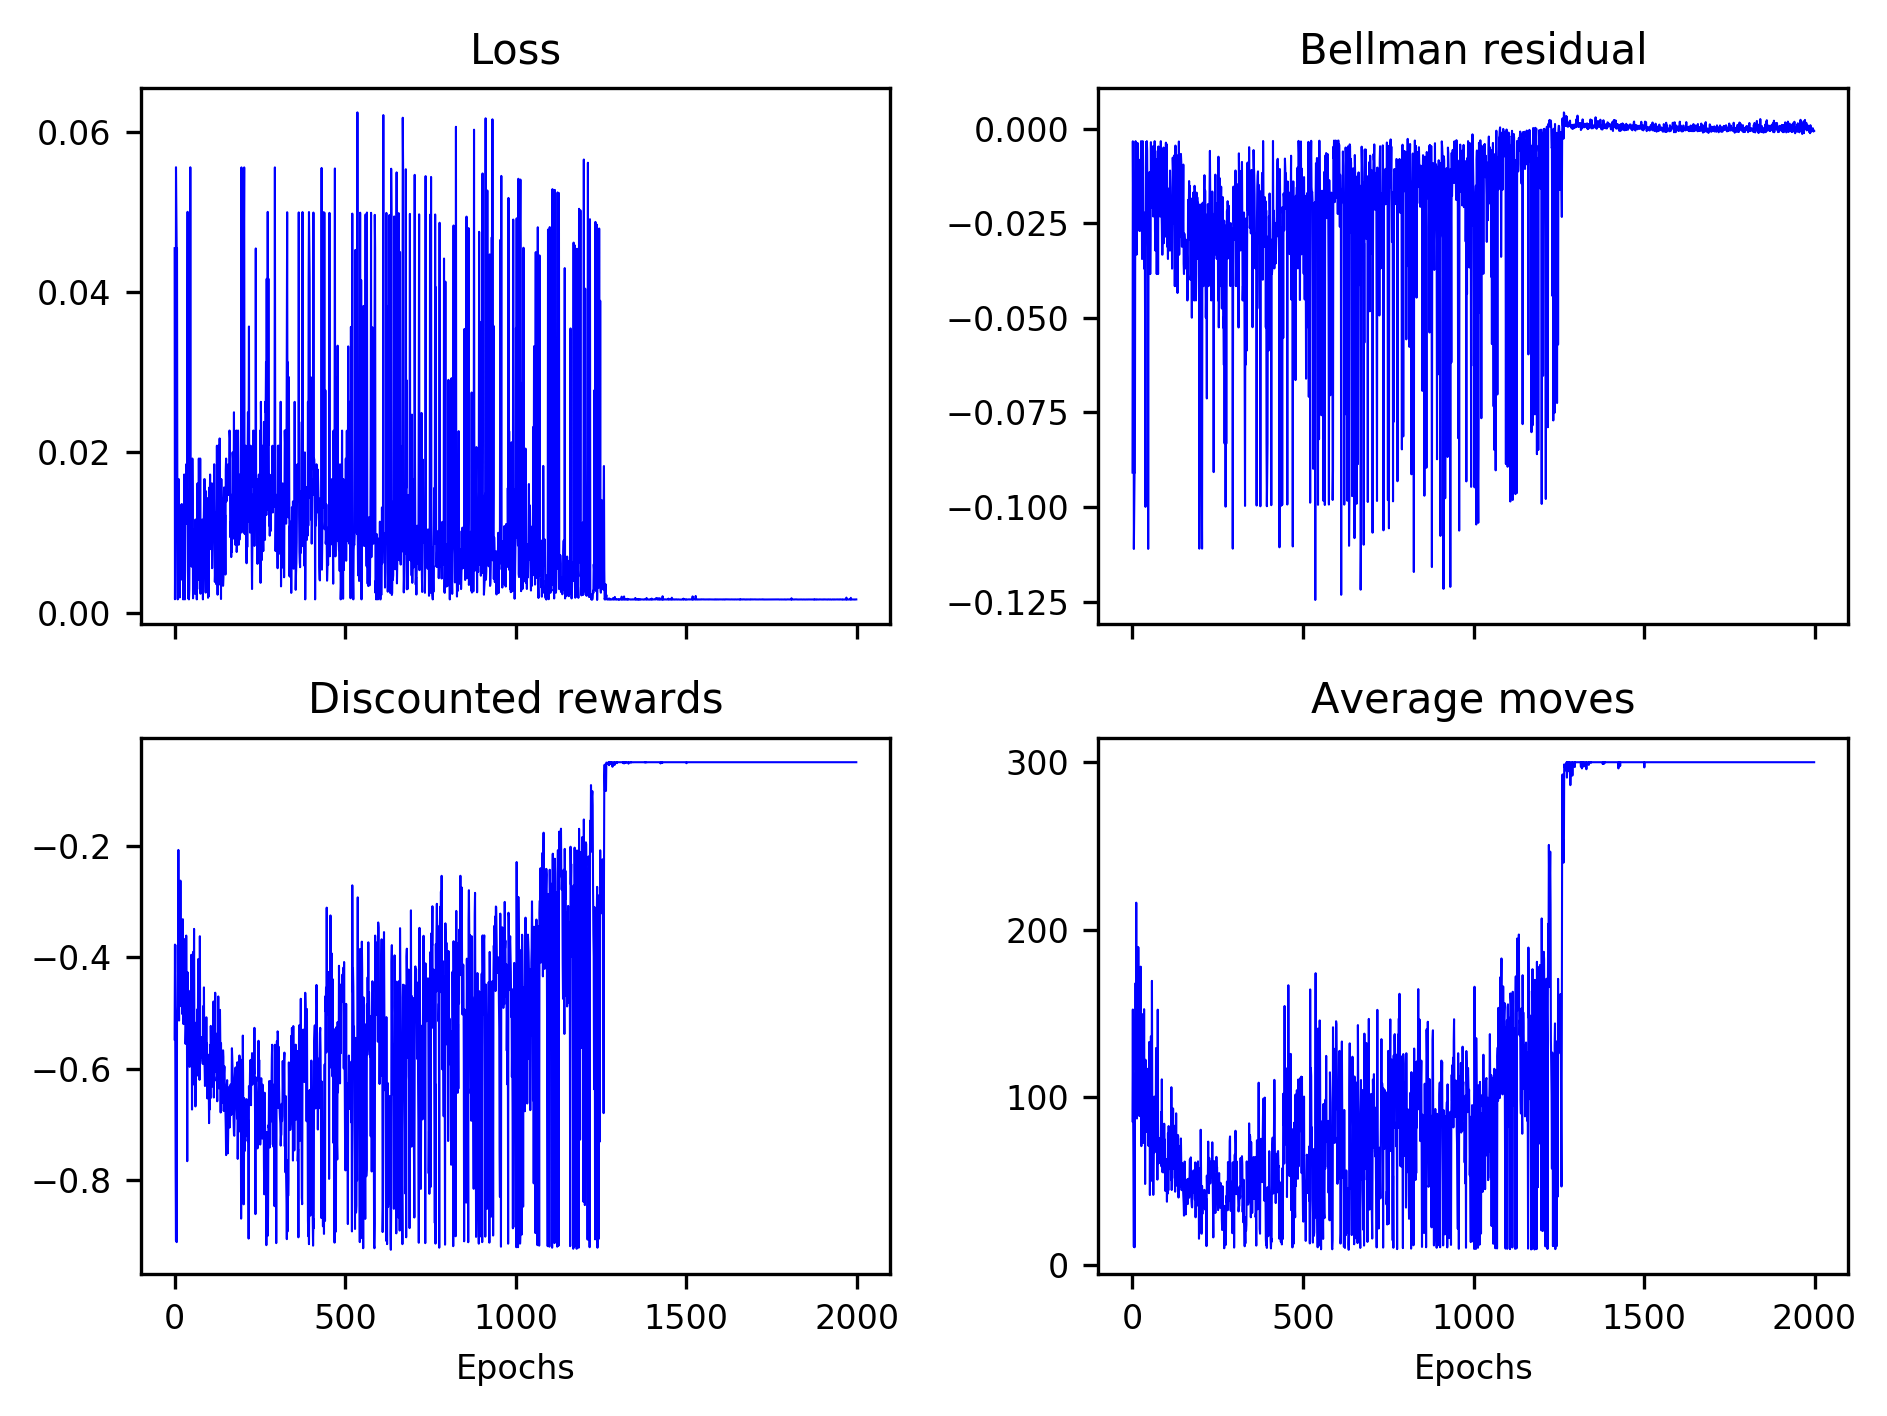 Loss
0.06
0.04
0.02
0.00
Bellman residual
0.000
−0.025
−0.050
−0.075
−0.100
−0.125
Discounted rewards
−0.2
−0.4
−0.6
−0.8
0 500 1000 1500 2000
Epochs
Average moves
300
200
100
0
0 500 1000 1500 2000
Epochs